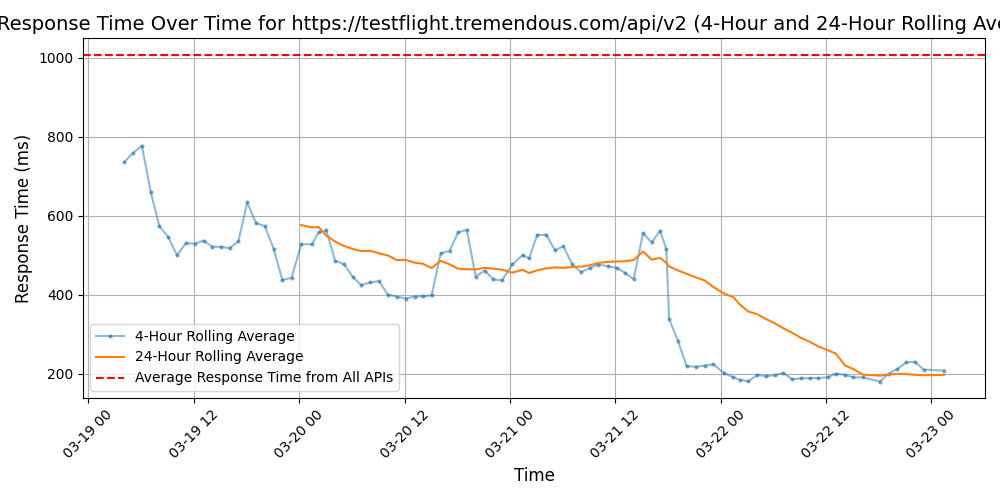 Response Time Over Time for https://testflight.tremendous.com/api/v2 (4-Hour and 24-Hour Rolling Ave
Response Time (ms)
1000
800
600
400
200
4-Hour Rolling Average
24-Hour Rolling Average
Average Response Time from All APIs
03-19 00
03-19 12
03-20 00
03-20 12
03-21 00
03-21 12
03-22 00
03-22 12
03-23 00
Time